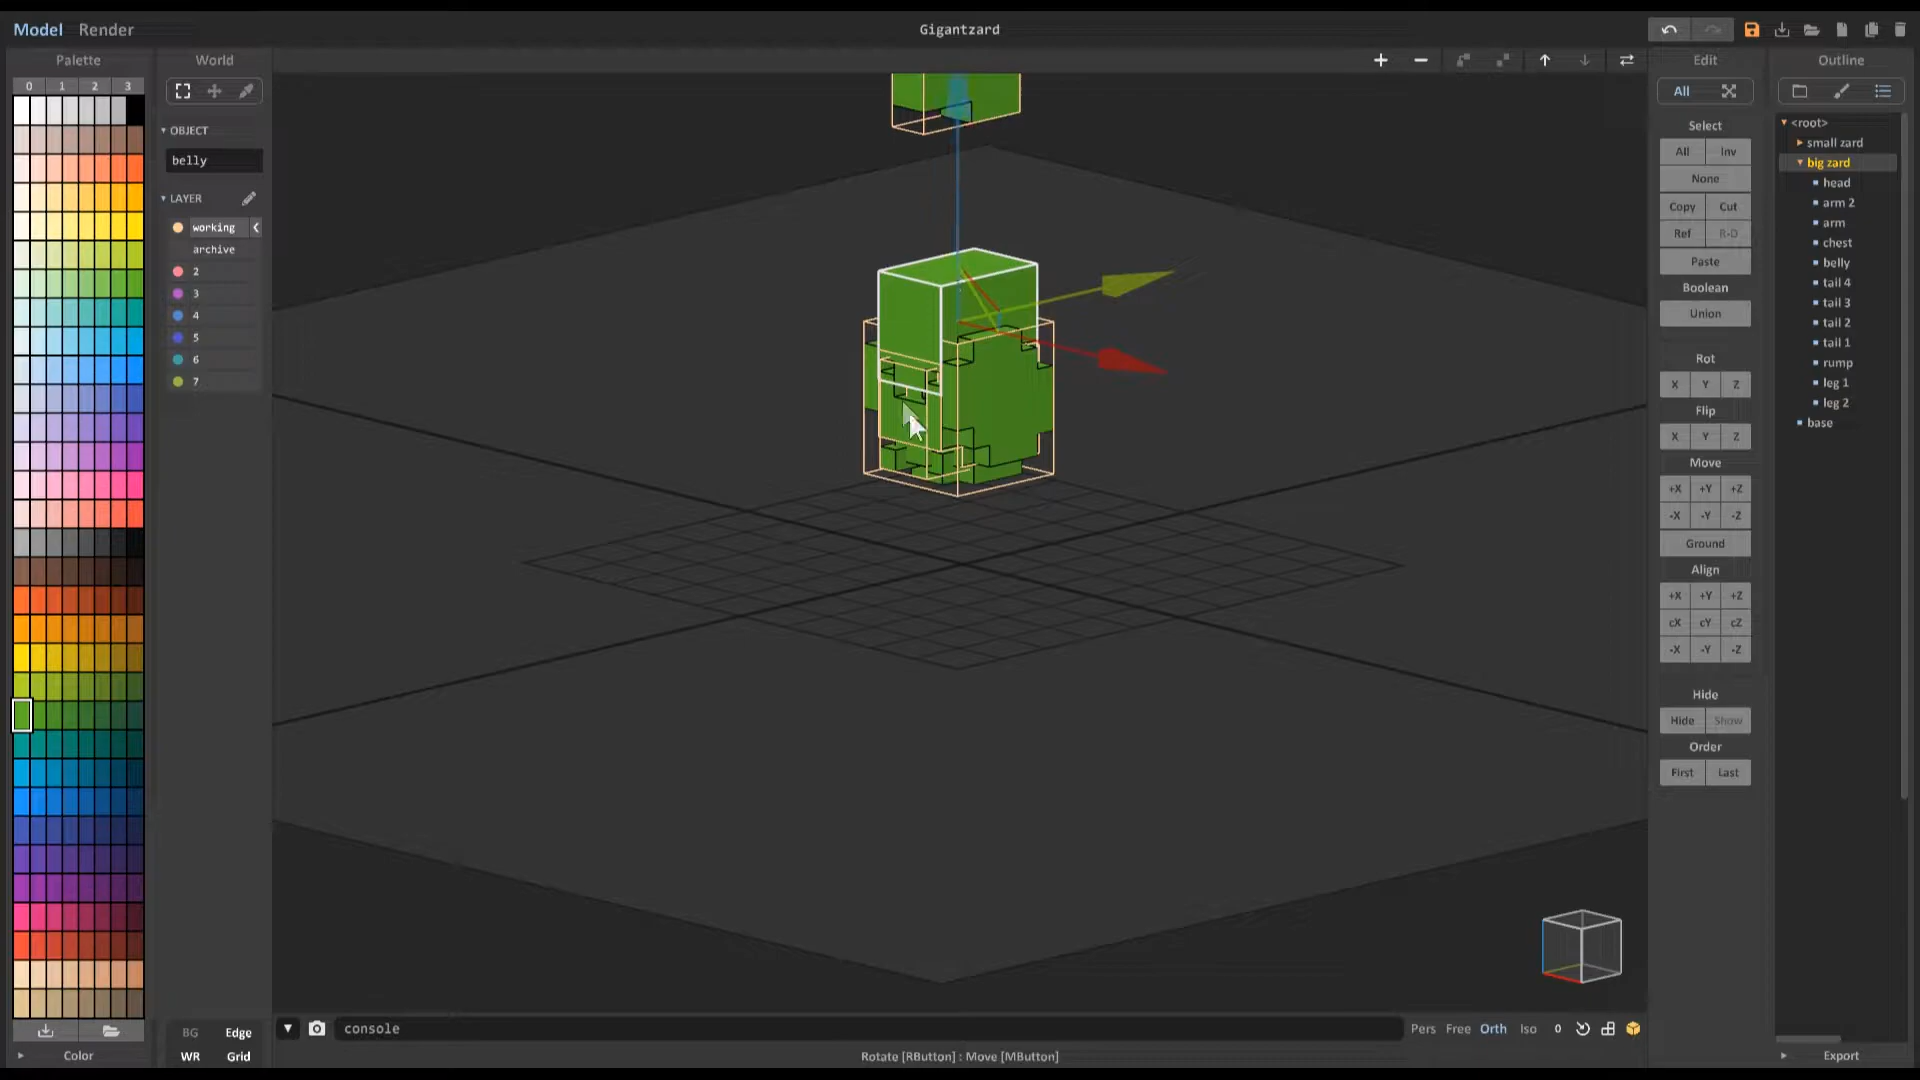 Model Render
Gigantzard
Palette
World
Edit
Outline
0 1 2 3
All
OBJECT
belly
LAYER
working
archive
2
3
4
5
6
7
Select
All Inv
None
Copy Cut
Ref R-D
Paste
Boolean
Union
Rot
X Y Z
Flip
X Y Z
Move
+X +Y +Z
-X -Y -Z
Ground
Align
+X +Y +Z
cX cY cZ
-X -Y -Z
Hide
Hide Show
Order
First Last
<root>
small zard
big zard
head
arm 2
arm
chest
belly
tail 4
tail 3
tail 2
tail 1
rump
leg 1
leg 2
base
BG Edge
WR Grid
Color
console
Pers Free Orth Iso 0
Rotate [RButton] : Move [MButton]
Export